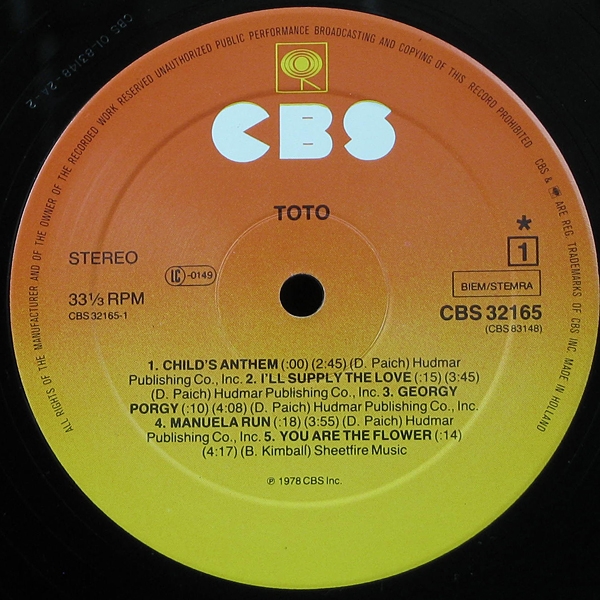 ALL RIGHTS OF THE MANUFACTURER AND OF THE OWNER OF THE RECORDED WORK RESERVED UNAUTHORIZED PUBLIC PERFORMANCE BROADCASTING AND COPYING OF THIS RECORD PROHIBITED CBS & ARE REG. TRADEMARKS OF CBS INC. MADE IN HOLLAND
CBS
TOTO
STEREO
LC-0149
*
1
33⅓ RPM
BIEM/STEMRA
CBS 32165-1
CBS 32165
(CBS 83148)
1. CHILD'S ANTHEM (:00) (2:45) (D. Paich) Hudmar
Publishing Co., Inc. 2. I'LL SUPPLY THE LOVE (:15) (3:45)
(D. Paich) Hudmar Publishing Co., Inc. 3. GEORGY
PORGY (:10) (4:08) (D. Paich) Hudmar Publishing Co., Inc.
4. MANUELA RUN (:18) (3:55) (D. Paich) Hudmar
Publishing Co., Inc. 5. YOU ARE THE FLOWER (:14)
(4:17) (B. Kimball) Sheetfire Music
℗ 1978 CBS Inc.